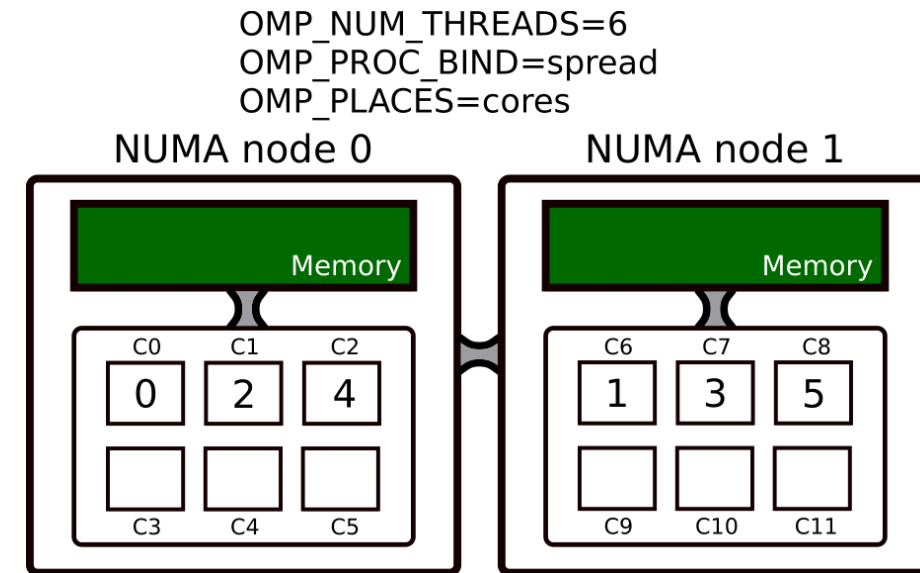 OMP_NUM_THREADS=6
OMP_PROC_BIND=spread
OMP_PLACES=cores
NUMA node 0
NUMA node 1
Memory
Memory
C0 C1 C2
C6 C7 C8
0 2 4
1 3 5
C3 C4 C5
C9 C10 C11